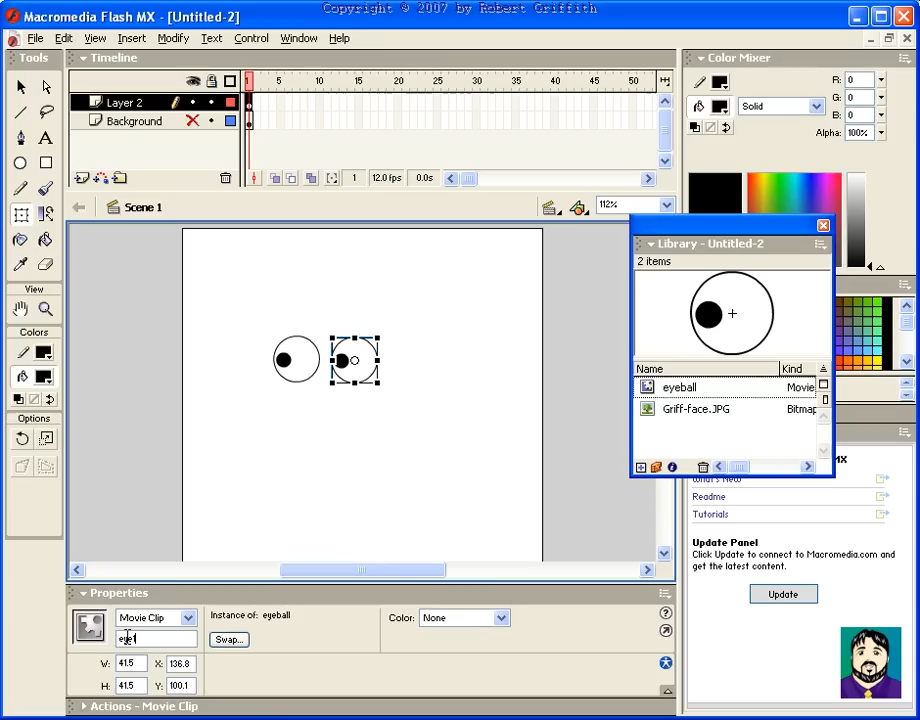 Macromedia Flash MX - [Untitled-2]
Copyright © 2007 by Robert Griffith
File Edit View Insert Modify Text Control Window Help
Tools
Timeline
Color Mixer
1 5 10 15 20 25 30 35 40 45 50
R: 0
Layer 2
Solid
G: 0
Background
B: 0
Alpha: 100%
1 12.0 fps 0.0s
Scene 1
112%
Library - Untitled-2
2 items
View
Colors
Name Kind
eyeball Movie
Griff-face.JPG Bitmap
Options
MX
What's New
Readme
Tutorials
Update Panel
Click Update to connect to Macromedia.com and
get the latest content.
Update
Properties
Movie Clip
Instance of: eyeball
Color: None
eye1
Swap...
W: 41.5 X: 136.8
H: 41.5 Y: 100.1
Actions - Movie Clip